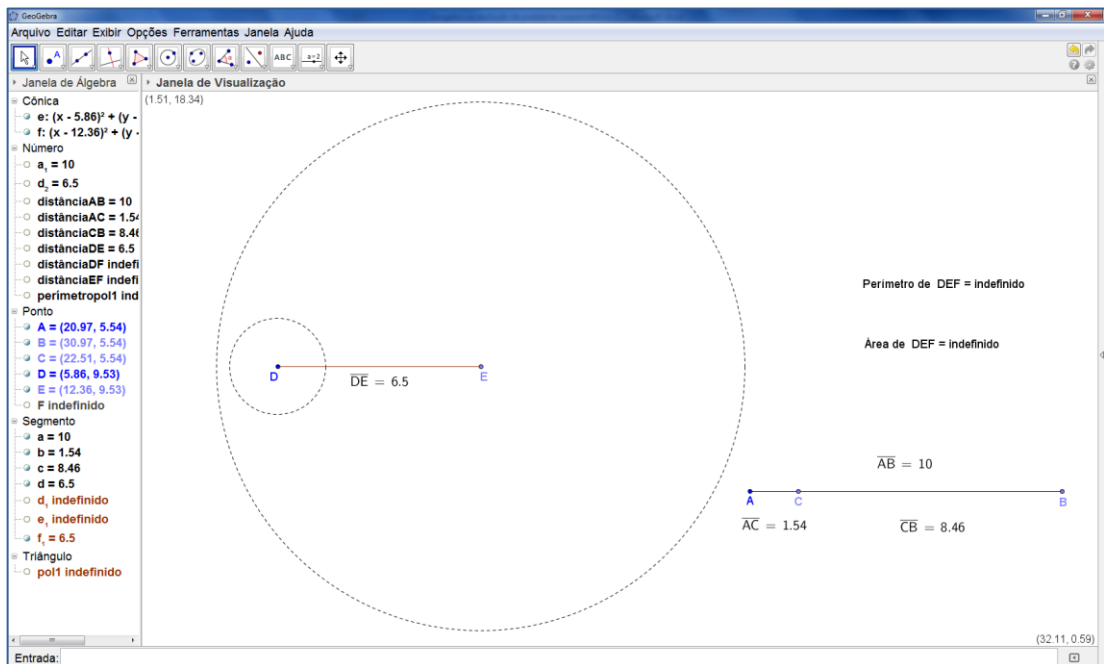 GeoGebra
Arquivo Editar Exibir Opções Ferramentas Janela Ajuda
A ABC a=2
Janela de Álgebra
Janela de Visualização
Cônica
e: (x - 5.86)² + (y -
f: (x - 12.36)² + (y -
Número
a₁ = 10
d₂ = 6.5
distânciaAB = 10
distânciaAC = 1.54
distânciaCB = 8.46
distânciaDE = 6.5
distânciaDF indefi
distânciaEF indefi
perímetropol1 ind
Ponto
A = (20.97, 5.54)
B = (30.97, 5.54)
C = (22.51, 5.54)
D = (5.86, 9.53)
E = (12.36, 9.53)
F indefinido
Segmento
a = 10
b = 1.54
c = 8.46
d = 6.5
d₁ indefinido
e₁ indefinido
f₁ = 6.5
Triângulo
pol1 indefinido
(1.51, 18.34)
Perímetro de DEF = indefinido
Área de DEF = indefinido
D E
DE = 6.5
AB = 10
A C B
AC = 1.54 CB = 8.46
(32.11, 0.59)
Entrada: